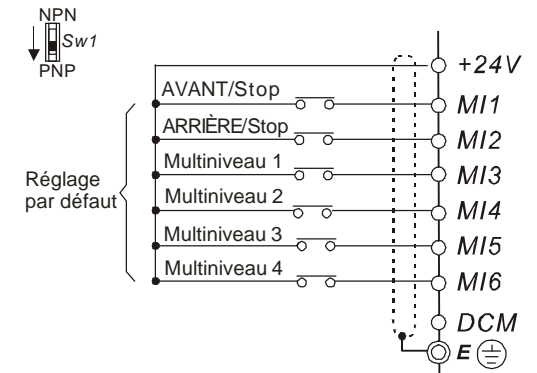 NPN
Sw1
PNP
+24V
AVANT/Stop
MI1
ARRIÈRE/Stop
MI2
Multiniveau 1
MI3
Réglage
par défaut
Multiniveau 2
MI4
Multiniveau 3
MI5
Multiniveau 4
MI6
DCM
E